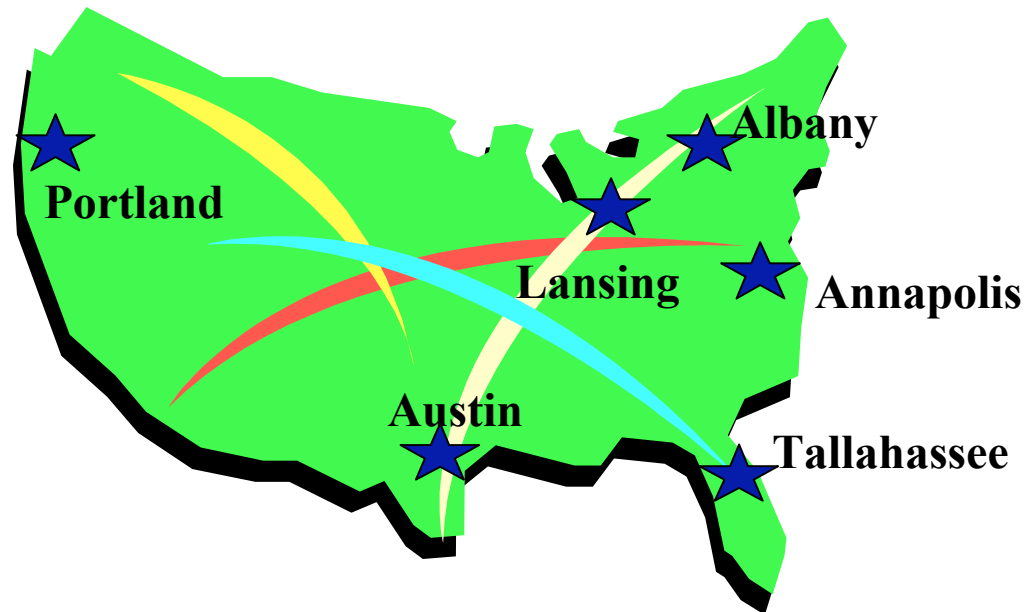 Albany
Portland
Lansing
Annapolis
Austin
Tallahassee